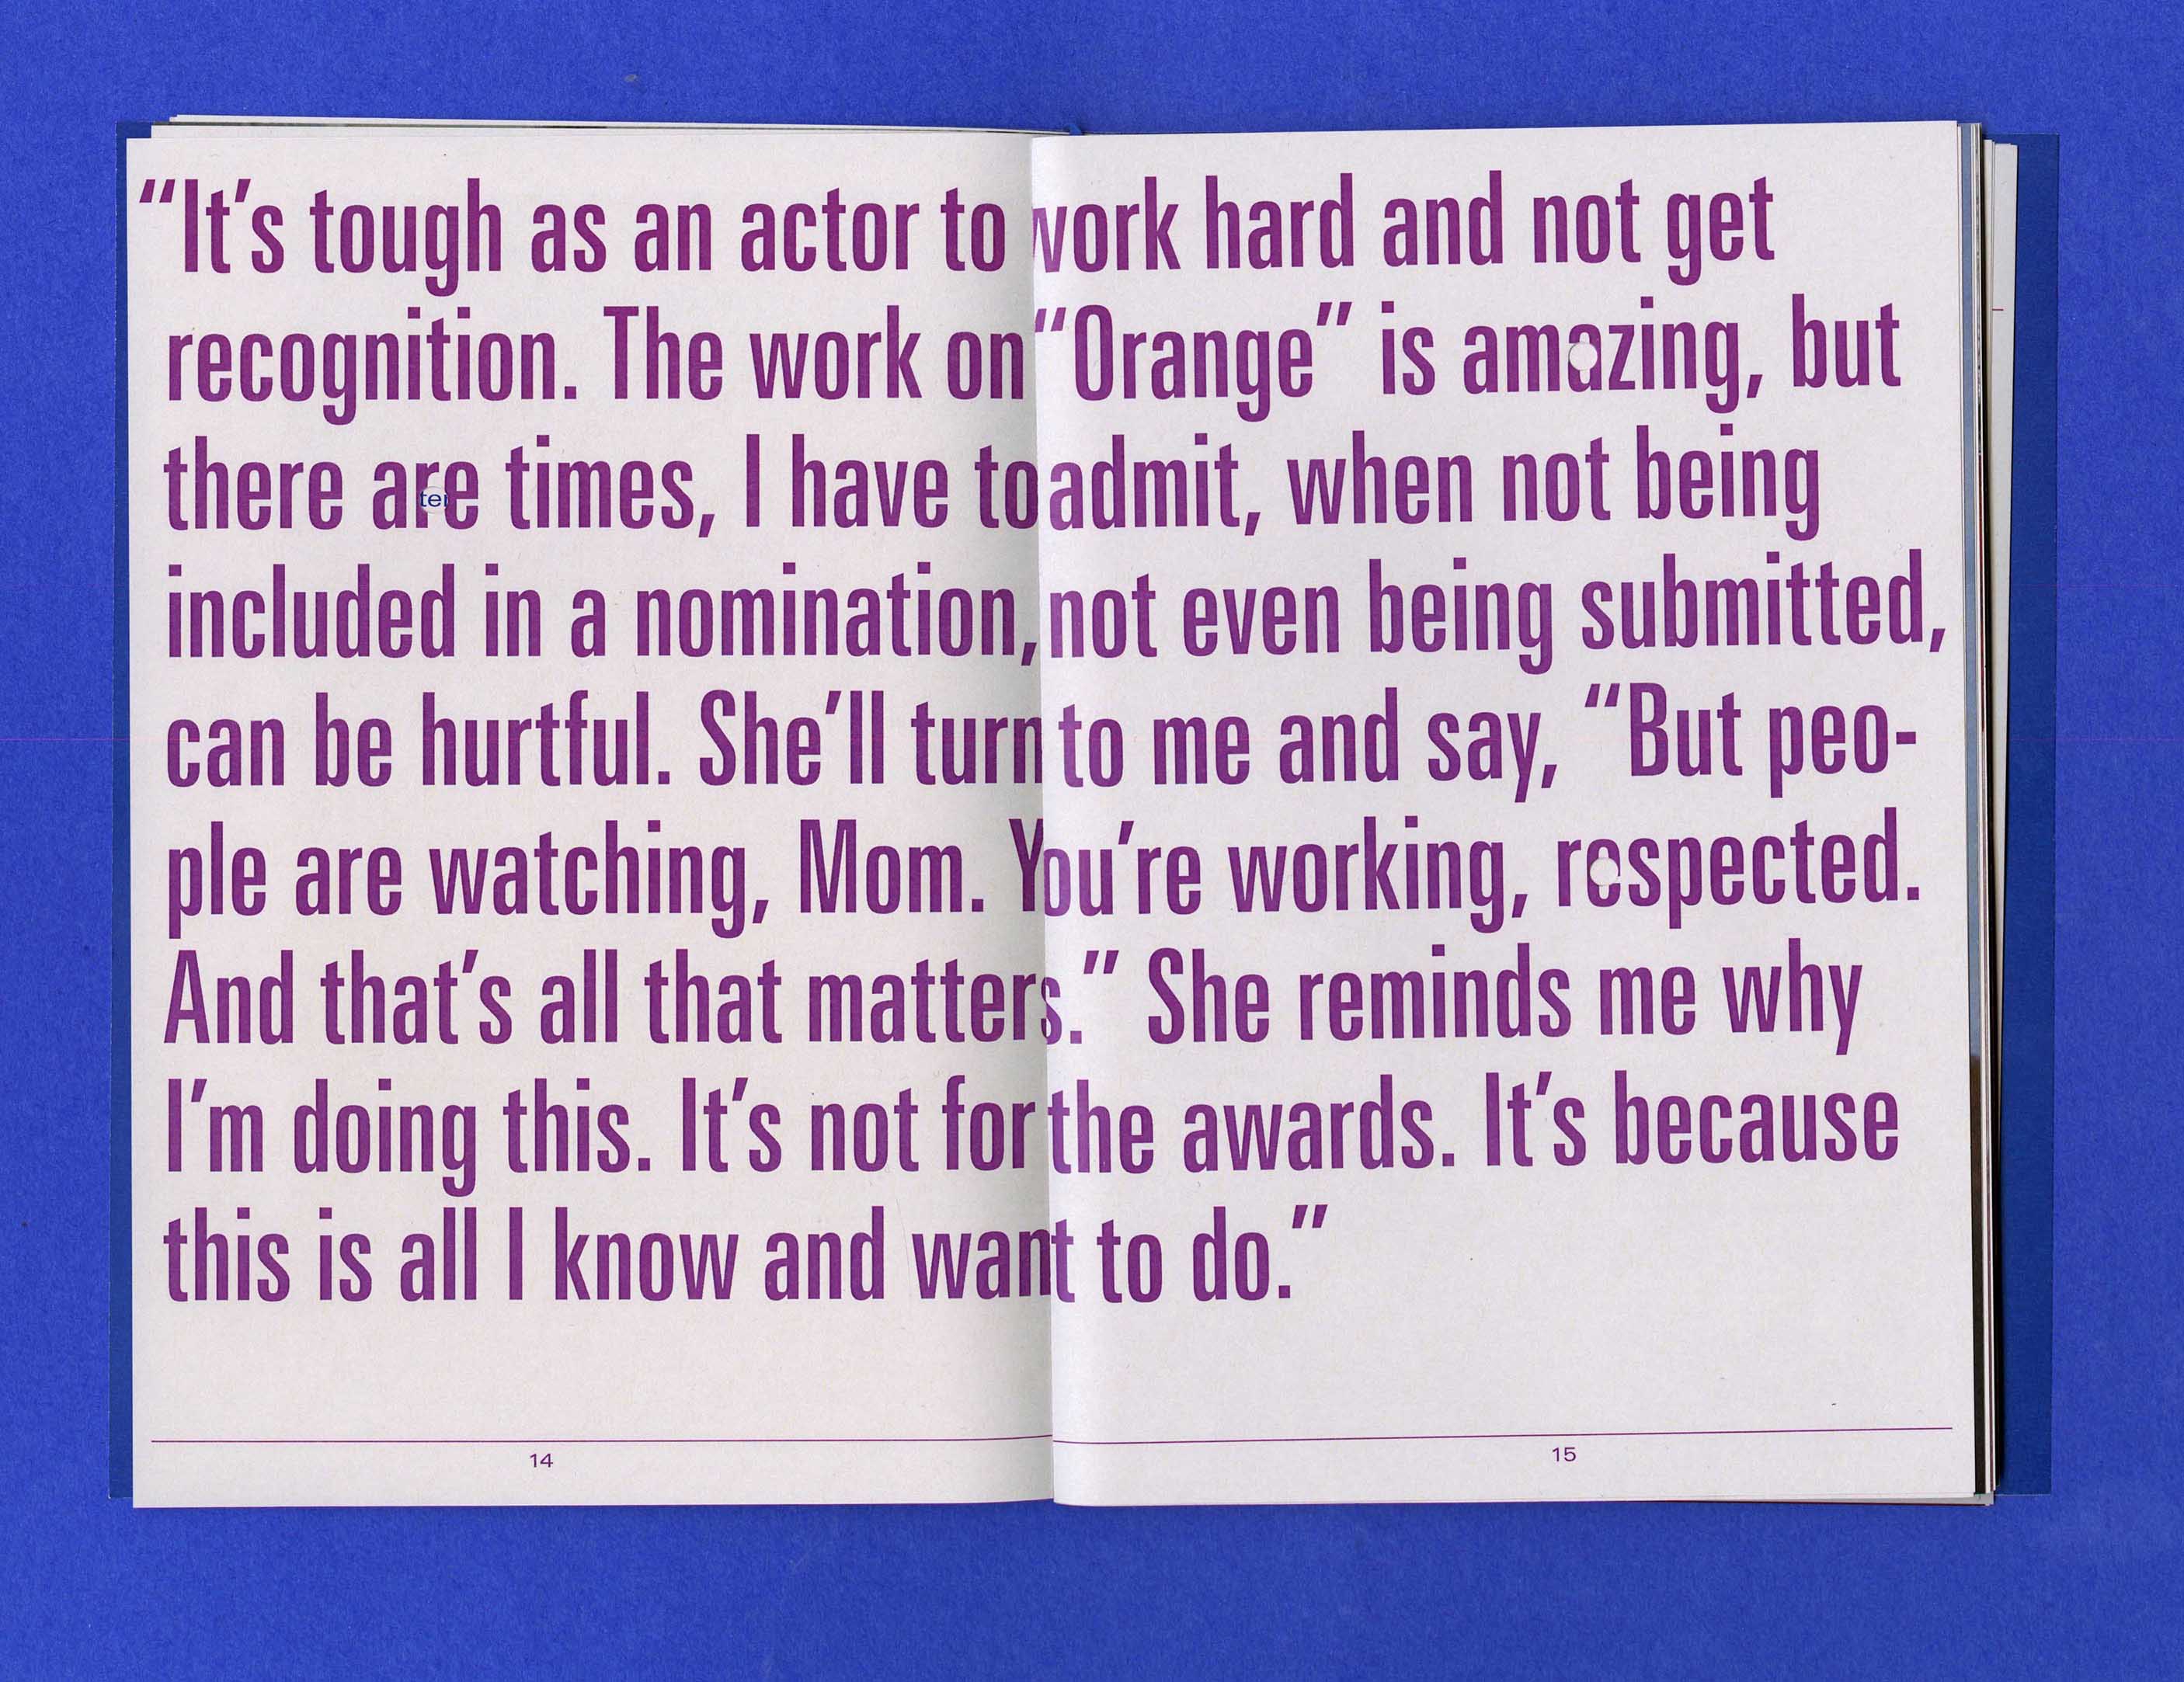 “It’s tough as an actor to work hard and not get
recognition. The work on “Orange” is amazing, but
there are times, I have to admit, when not being
included in a nomination, not even being submitted,
can be hurtful. She’ll turn to me and say, “But peo-
ple are watching, Mom. You’re working, respected.
And that’s all that matters.” She reminds me why
I’m doing this. It’s not for the awards. It’s because
this is all I know and want to do.”
14
15